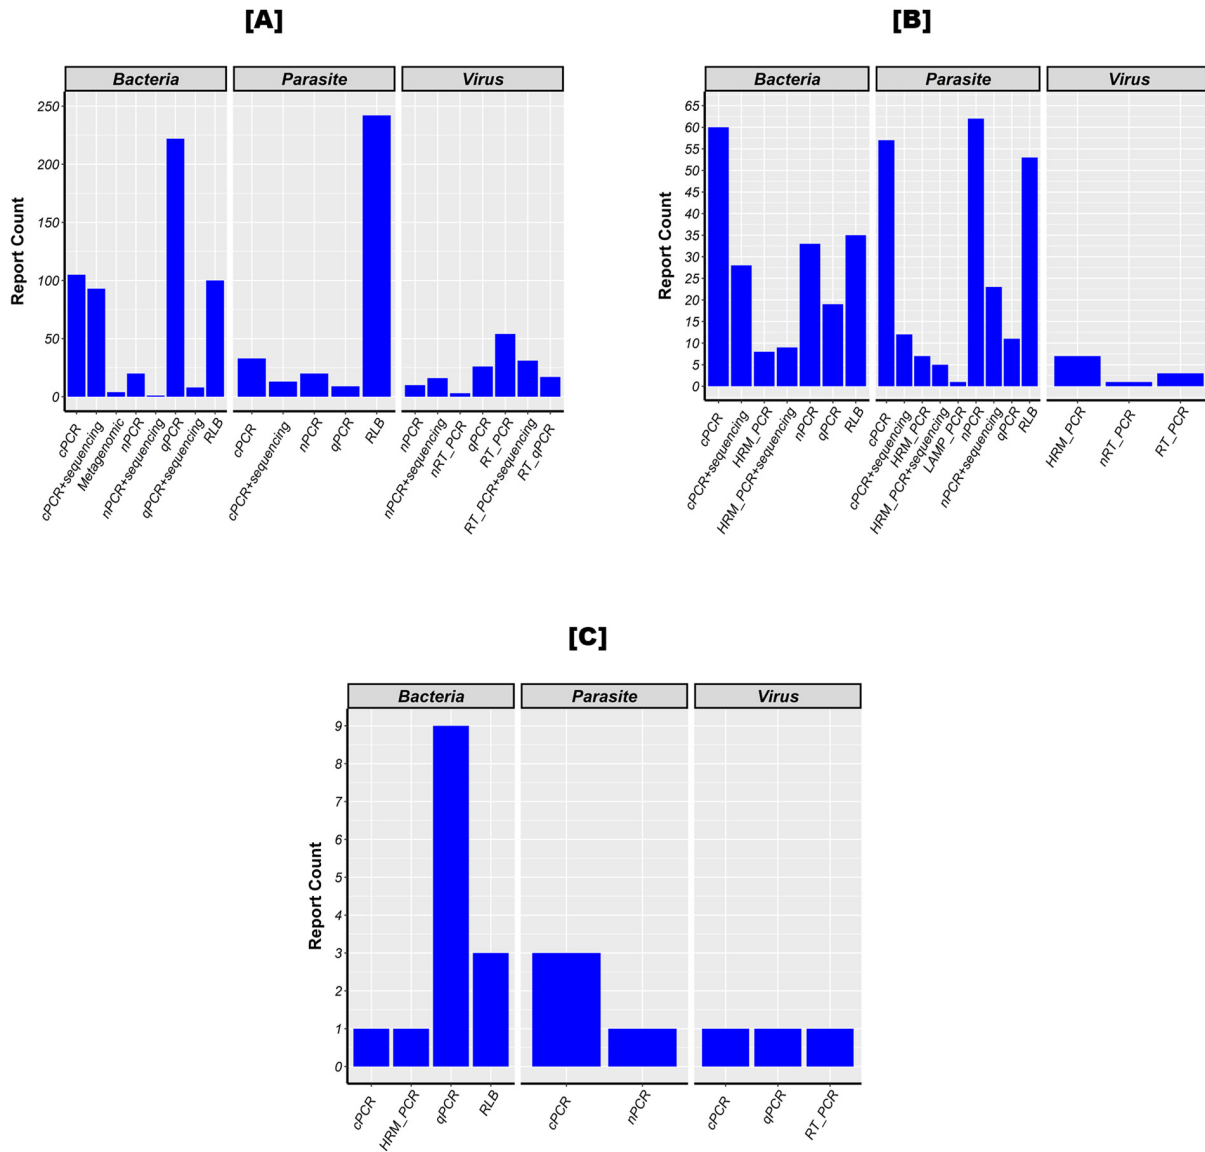 [A]
Bacteria
Parasite
Virus
Report Count
250
200
150
100
50
0
cPCR
cPCR+sequencing
Metagenomic
nPCR
nPCR+sequencing
qPCR
qPCR+sequencing
RLB
cPCR
cPCR+sequencing
nPCR
qPCR
RLB
nPCR
nPCR+sequencing
nRT_PCR
qPCR
RT_PCR
RT_PCR+sequencing
RT_qPCR
[B]
Bacteria
Parasite
Virus
Report Count
65
60
55
50
45
40
35
30
25
20
15
10
5
0
cPCR
cPCR+sequencing
HRM_PCR
HRM_PCR+sequencing
nPCR
qPCR
RLB
cPCR
cPCR+sequencing
HRM_PCR
HRM_PCR+sequencing
LAMP_PCR
nPCR
nPCR+sequencing
qPCR
RLB
HRM_PCR
nRT_PCR
RT_PCR
[C]
Bacteria
Parasite
Virus
Report Count
9
8
7
6
5
4
3
2
1
0
cPCR
HRM_PCR
qPCR
RLB
cPCR
nPCR
cPCR
qPCR
RT_PCR